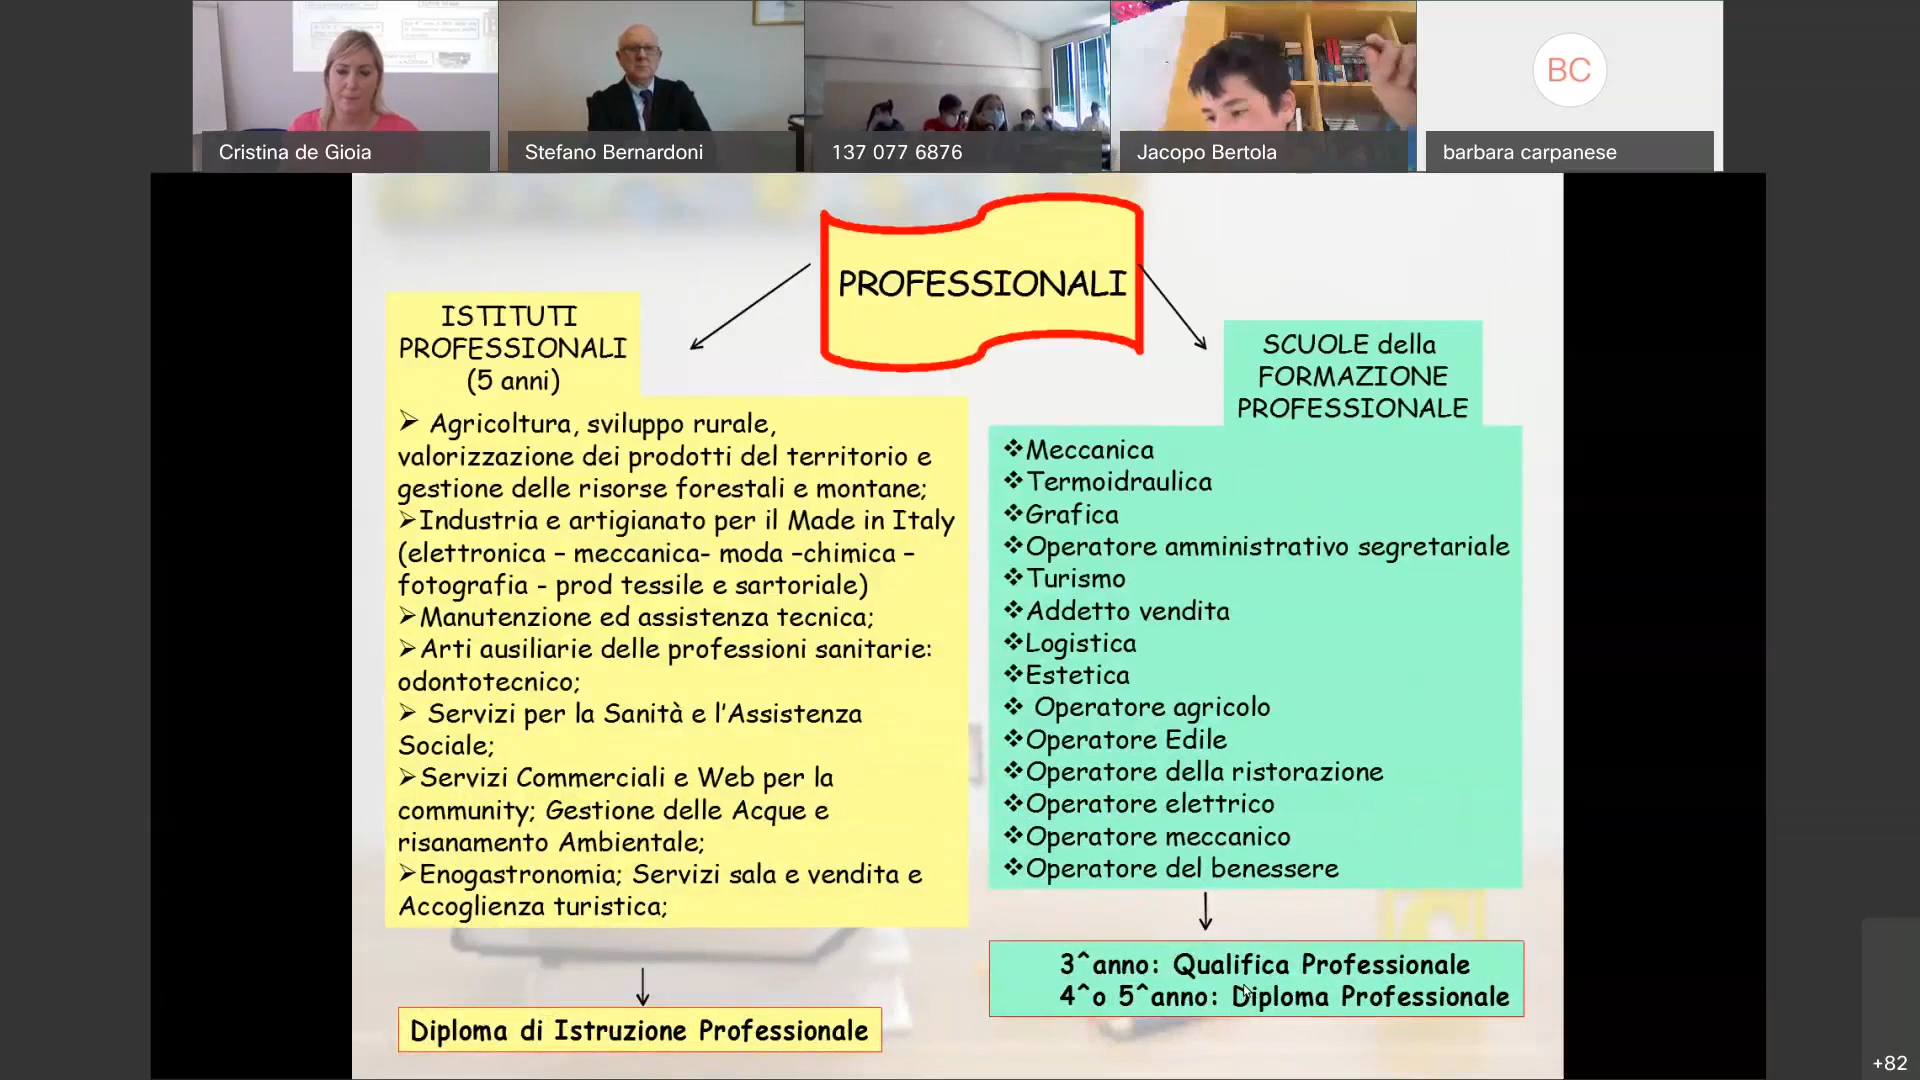 Cristina de Gioia
Stefano Bernardoni
137 077 6876
Jacopo Bertola
BC
barbara carpanese
PROFESSIONALI
ISTITUTI
PROFESSIONALI
(5 anni)
➢ Agricoltura, sviluppo rurale,
valorizzazione dei prodotti del territorio e
gestione delle risorse forestali e montane;
➢Industria e artigianato per il Made in Italy
(elettronica – meccanica- moda –chimica –
fotografia - prod tessile e sartoriale)
➢Manutenzione ed assistenza tecnica;
➢Arti ausiliarie delle professioni sanitarie:
odontotecnico;
➢ Servizi per la Sanità e l’Assistenza
Sociale;
➢Servizi Commerciali e Web per la
community; Gestione delle Acque e
risanamento Ambientale;
➢Enogastronomia; Servizi sala e vendita e
Accoglienza turistica;
Diploma di Istruzione Professionale
SCUOLE della
FORMAZIONE
PROFESSIONALE
❖Meccanica
❖Termoidraulica
❖Grafica
❖Operatore amministrativo segretariale
❖Turismo
❖Addetto vendita
❖Logistica
❖Estetica
❖ Operatore agricolo
❖Operatore Edile
❖Operatore della ristorazione
❖Operatore elettrico
❖Operatore meccanico
❖Operatore del benessere
3^anno: Qualifica Professionale
4^o 5^anno: Diploma Professionale
+82